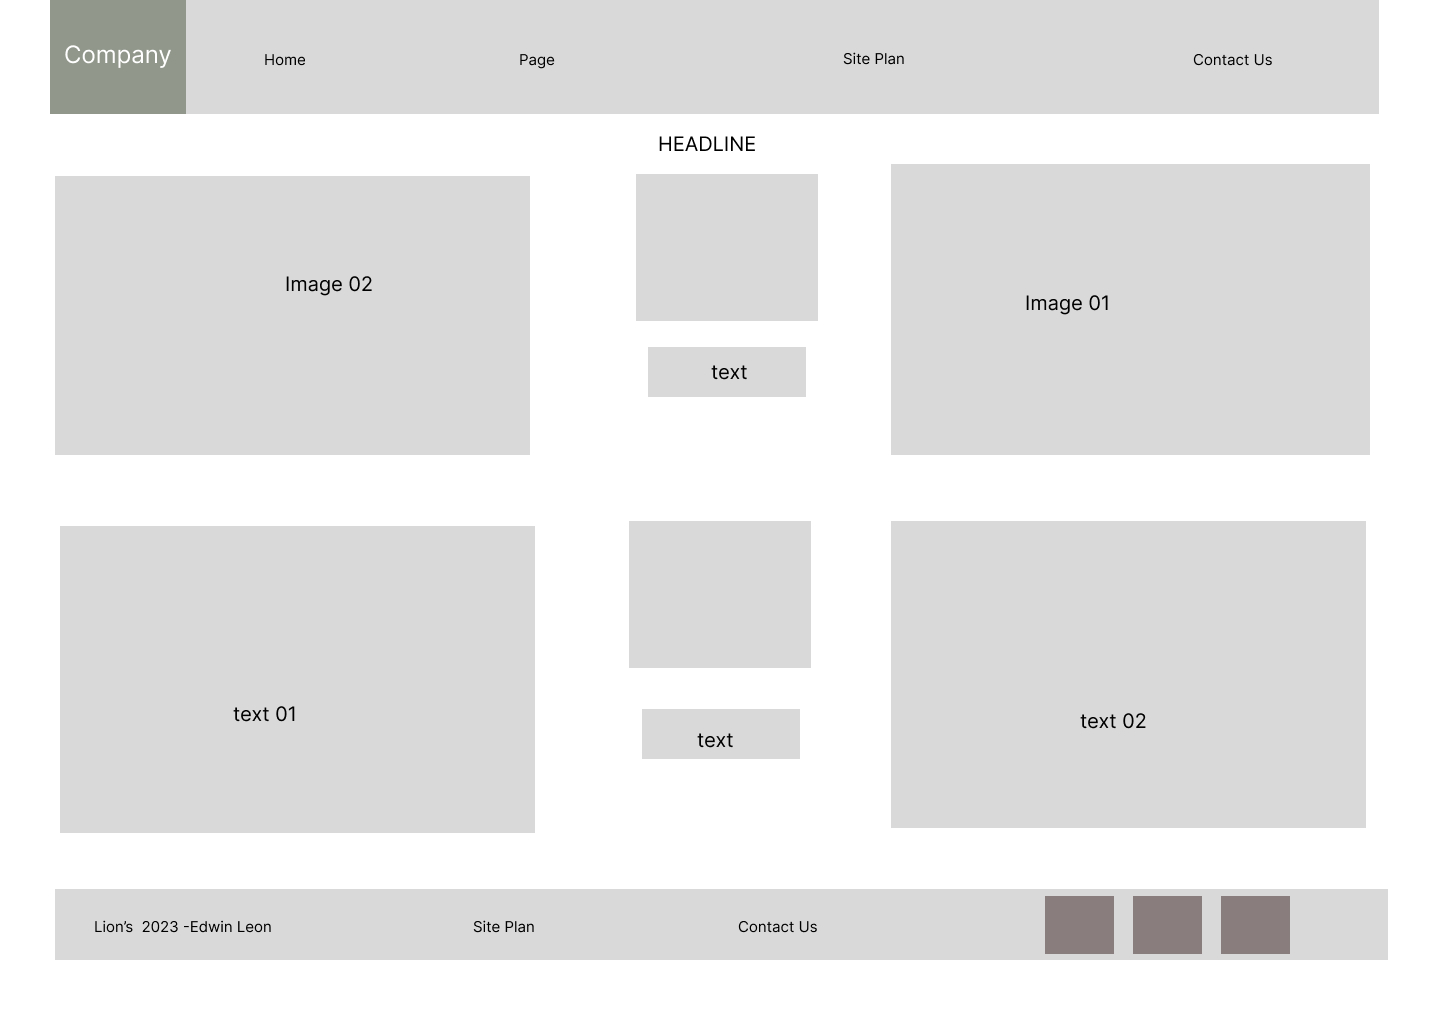 Company
Home
Page
Site Plan
Contact Us
HEADLINE
Image 02
Image 01
text
text 01
text 02
text
Lion’s  2023 -Edwin Leon
Site Plan
Contact Us